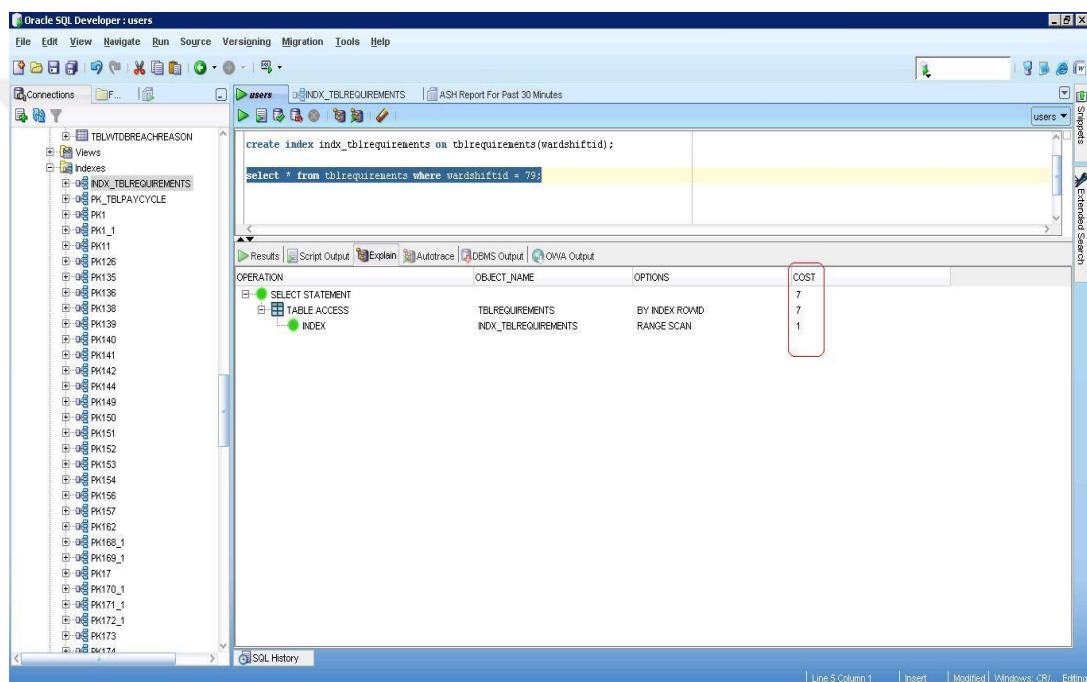 Oracle SQL Developer : users
File Edit View Navigate Run Source Versioning Migration Tools Help
Connections F...
users INDX_TBLREQUIREMENTS ASH Report For Past 30 Minutes
users
Snippets
Extended Search
TBLWTDBREACHREASON
Views
Indexes
INDX_TBLREQUIREMENTS
PK_TBLPAYCYCLE
PK1
PK1_1
PK11
PK126
PK135
PK136
PK138
PK139
PK140
PK141
PK142
PK144
PK149
PK150
PK151
PK152
PK153
PK154
PK156
PK157
PK162
PK168_1
PK169_1
PK17
PK170_1
PK171_1
PK172_1
PK173
PK174
create index indx_tblrequirements on tblrequirements(wardshiftid);
select * from tblrequirements where wardshiftid = 79;
Results Script Output Explain Autotrace DBMS Output OWA Output
OPERATION OBJECT_NAME OPTIONS COST
SELECT STATEMENT 7
TABLE ACCESS TBLREQUIREMENTS BY INDEX ROWID 7
INDEX INDX_TBLREQUIREMENTS RANGE SCAN 1
SQL History
Line 5 Column 1 Insert Modified Windows: CR/... Editing